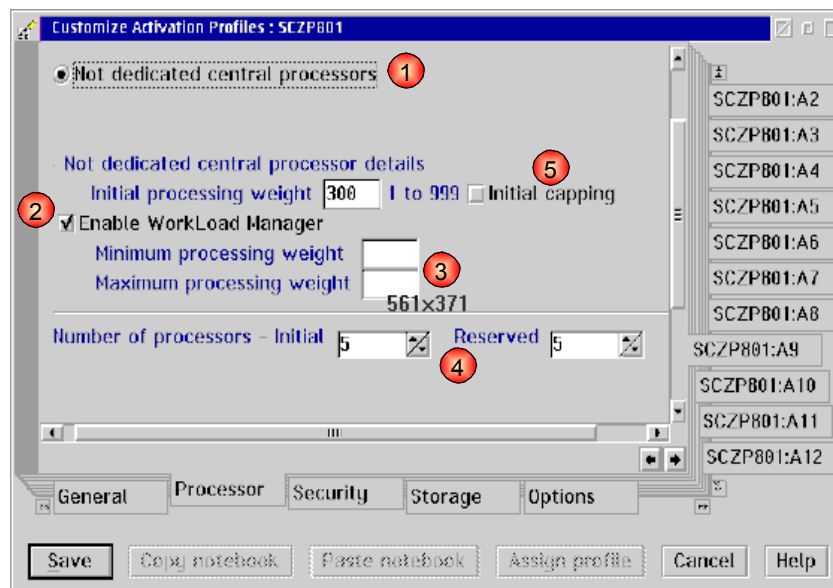 Customize Activation Profiles : SCZP801
Not dedicated central processors 1
Not dedicated central processor details
5
Initial processing weight 300 1 to 999 Initial capping
2
Enable WorkLoad Manager
Minimum processing weight
3
Maximum processing weight
561x371
Number of processors - Initial 5 Reserved 5
4
SCZP801:A2
SCZP801:A3
SCZP801:A4
SCZP801:A5
SCZP801:A6
SCZP801:A7
SCZP801:A8
SCZP801:A9
SCZP801:A10
SCZP801:A11
SCZP801:A12
General Processor Security Storage Options
Save Copy notebook Paste notebook Assign profile Cancel Help